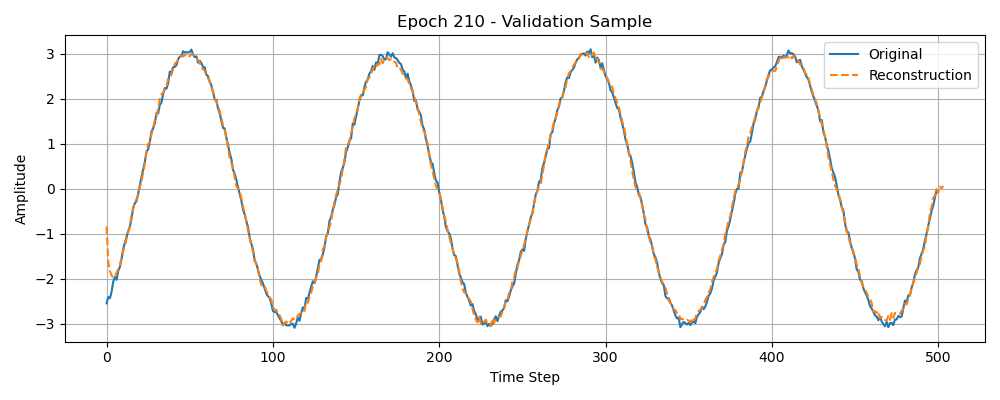 Epoch 210 - Validation Sample
Original
Reconstruction
Amplitude
3
2
1
0
−1
−2
−3
0
100
200
300
400
500
Time Step